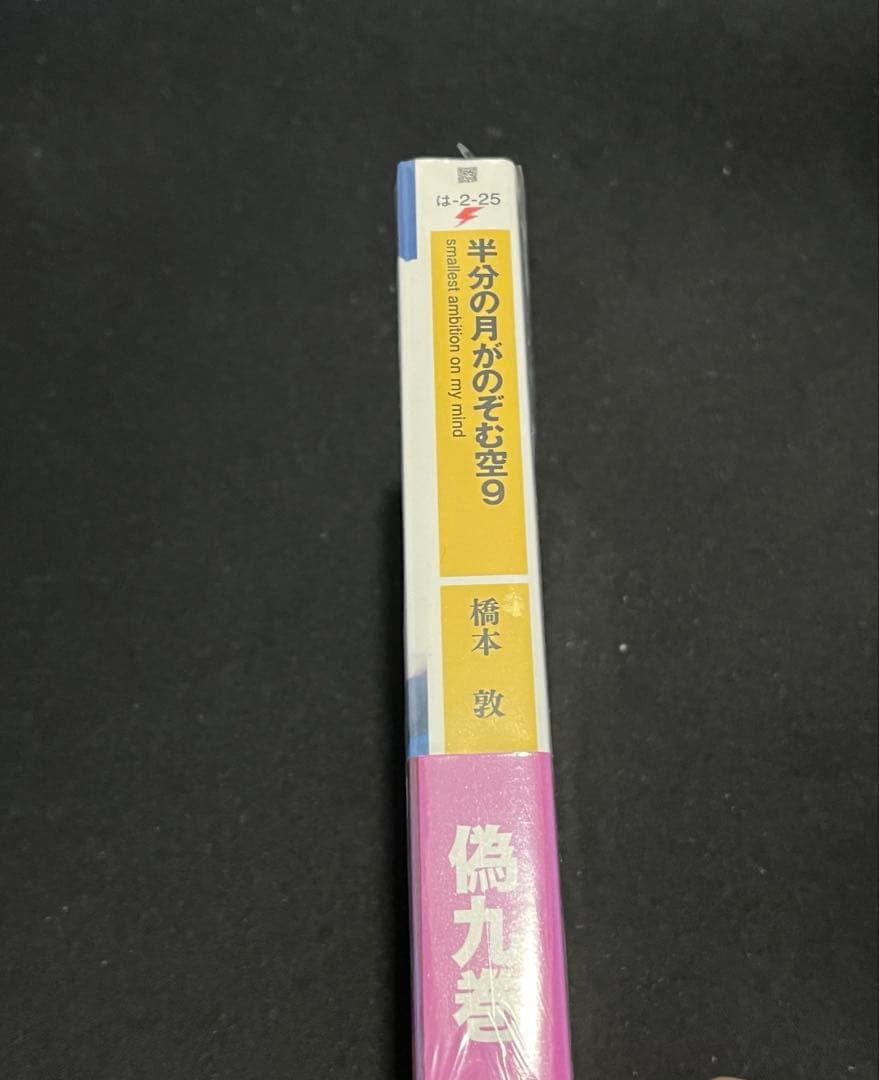 は-2-25
半分の月がのぞむ空9
smallest ambition on my mind
橋本 敦
偽九巻